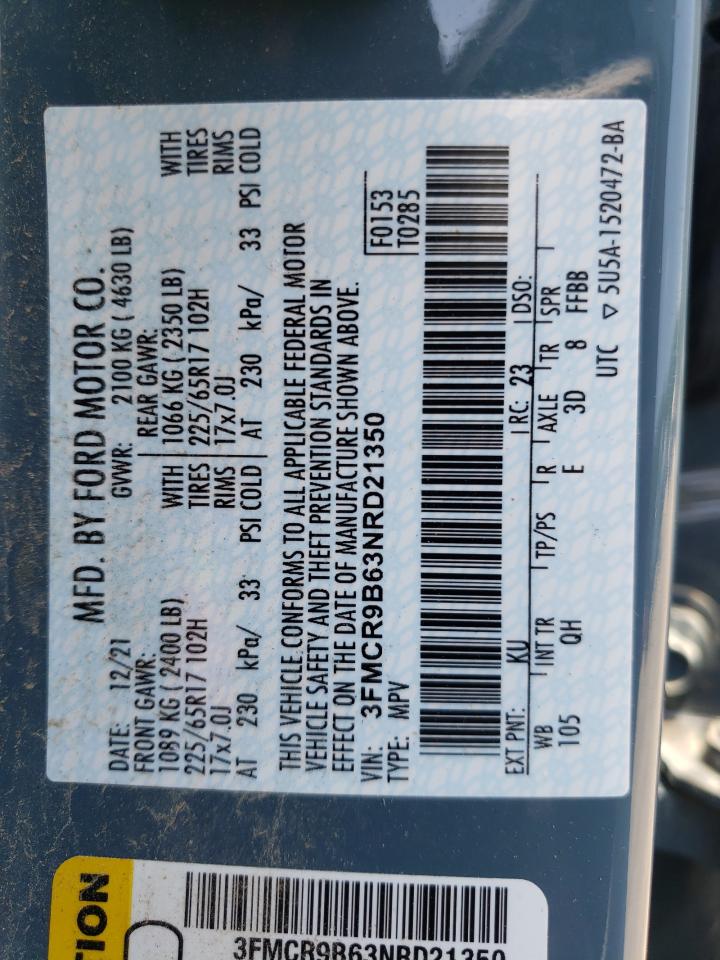 MFD. BY FORD MOTOR CO.
DATE: 12/21 GVWR: 2100 KG ( 4630 LB)
FRONT GAWR: REAR GAWR:
1089 KG ( 2400 LB) WITH 1066 KG ( 2350 LB) WITH
225/65R17 102H TIRES 225/65R17 102H TIRES
17x7.0J RIMS 17x7.0J RIMS
AT 230 kPa/ 33 PSI COLD AT 230 kPa/ 33 PSI COLD
THIS VEHICLE CONFORMS TO ALL APPLICABLE FEDERAL MOTOR
VEHICLE SAFETY AND THEFT PREVENTION STANDARDS IN
EFFECT ON THE DATE OF MANUFACTURE SHOWN ABOVE.
VIN: 3FMCR9B63NRD21350 F0153
TYPE: MPV T0285
EXT PNT: KU RC: 23 DSO:
WB INT TR TP/PS R AXLE TR SPR
105 QH E 3D 8 FFBB
UTC ▽ 5U5A-1520472-BA
TION
3FMCR9B63NRD21350